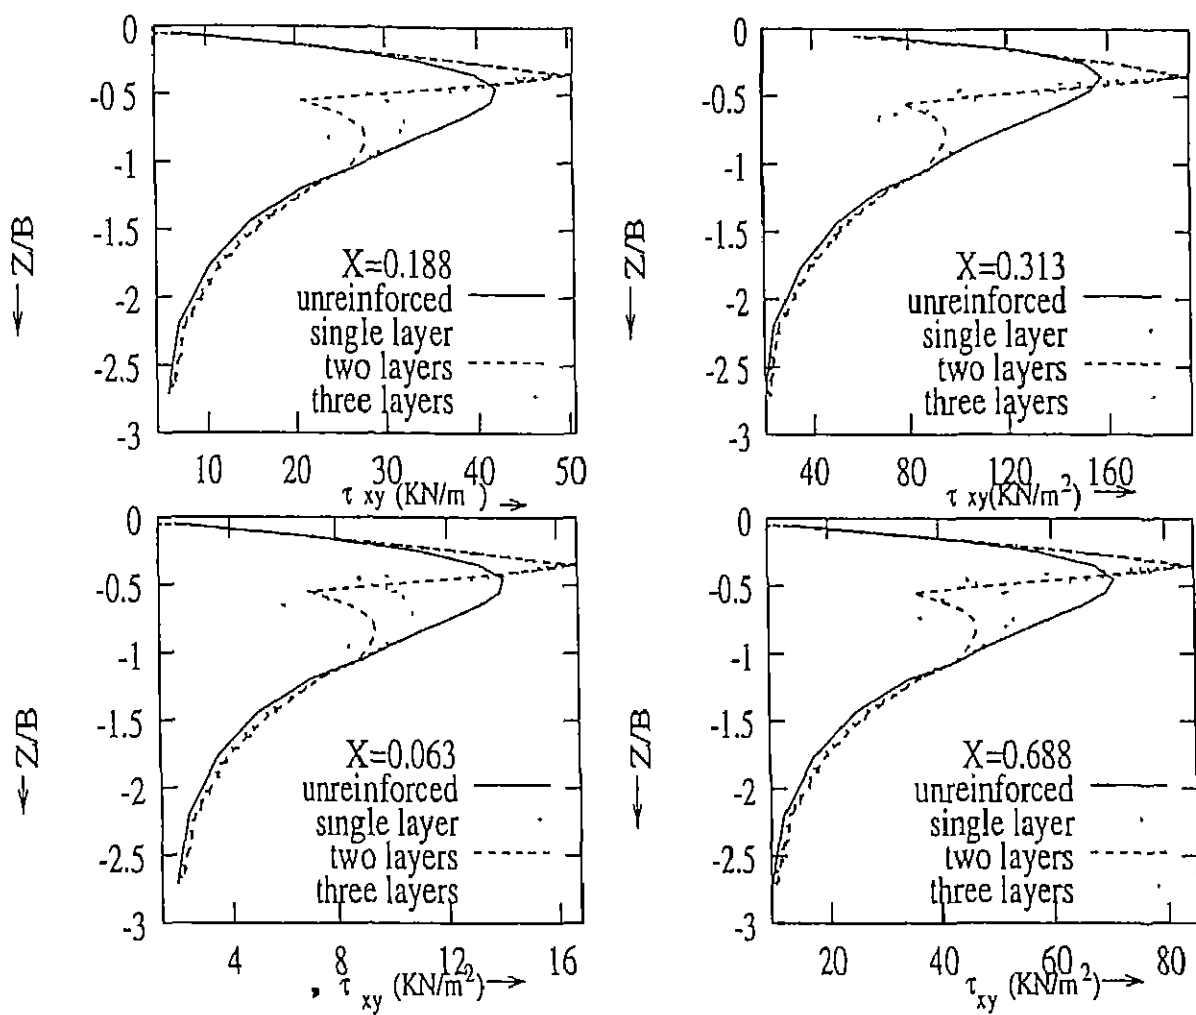 0
-0 5
-1
-1.5
-2
-2 5
-3
← Z/B
X=0.188
unreinforced
single layer
two layers
three layers
10 20 30 40 50
τ xy (KN/m ) →
0
-0.5
-1
-1.5
-2
-2 5
-3
← Z/B
X=0.313
unreinforced
single layer
two layers
three layers
40 80 120 160
τ xy(KN/m²) →
0
-0.5
-1
-1.5
-2
-2.5
-3
← Z/B
X=0.063
unreinforced
single layer
two layers
three layers
4 8 12 16
τ xy (KN/m²) →
0
-0.5
-1
-1.5
-2
-2.5
-3
← Z/B
X=0.688
unreinforced
single layer
two layers
three layers
20 40 60 80
τxy (KN/m²) →